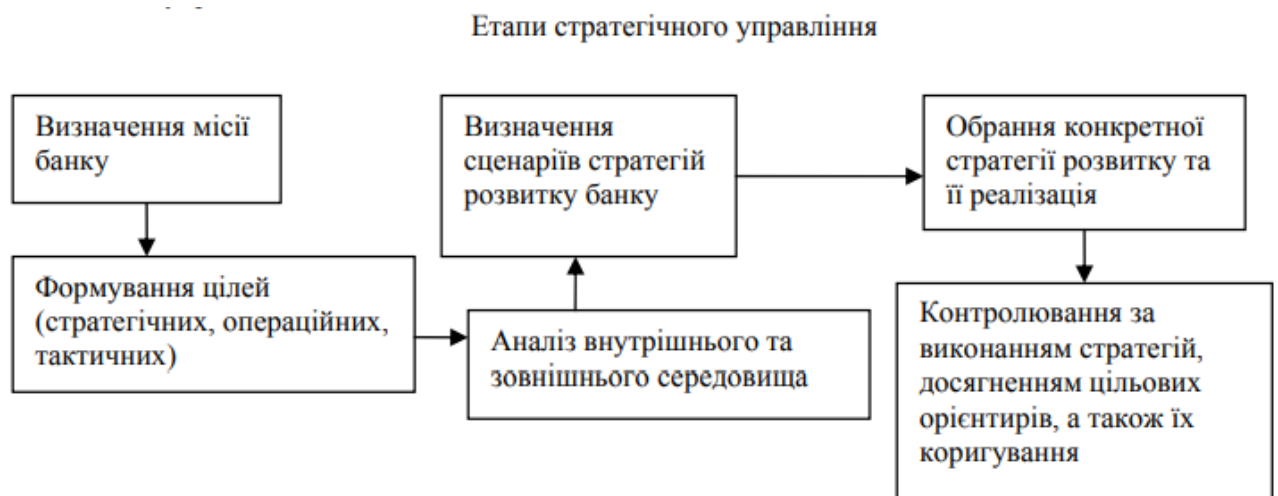 Етапи стратегічного управління
Визначення місії
банку
Формування цілей
(стратегічних, операційних,
тактичних)
Аналіз внутрішнього та
зовнішнього середовища
Визначення
сценаріїв стратегій
розвитку банку
Обрання конкретної
стратегії розвитку та
її реалізація
Контролювання за
виконанням стратегій,
досягненням цільових
орієнтирів, а також їх
коригування